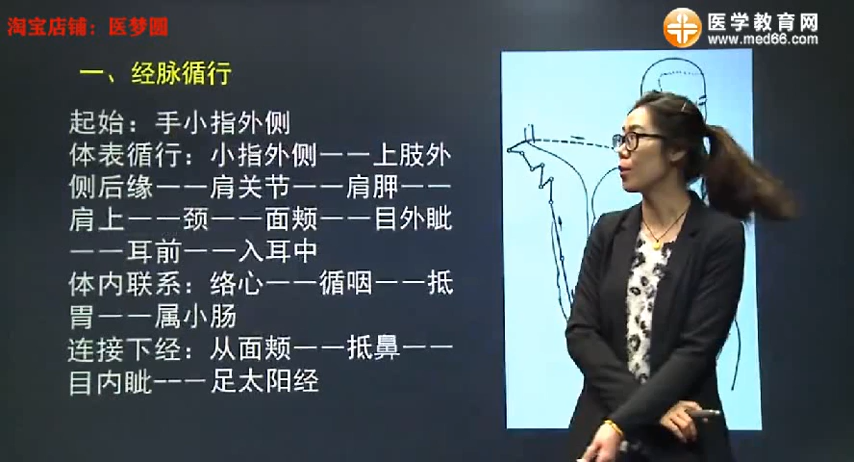 淘宝店铺：医梦圆
医学教育网
www.med66.com
一、经脉循行
起始：手小指外侧
体表循行：小指外侧——上肢外
侧后缘——肩关节——肩胛——
肩上——颈——面颊——目外眦
——耳前——入耳中
体内联系：络心——循咽——抵
胃——属小肠
连接下经：从面颊——抵鼻——
目内眦---—足太阳经